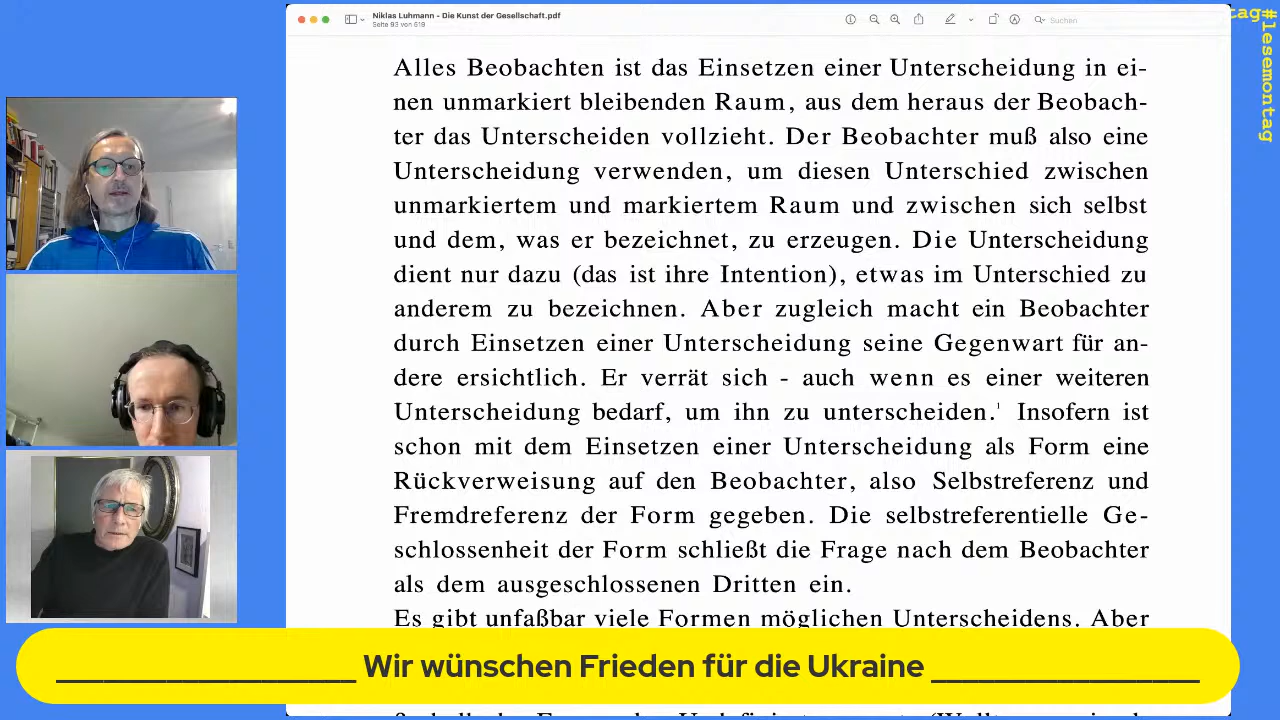 Niklas Luhmann - Die Kunst der Gesellschaft.pdf
Seite 93 von 519
Suchen
tag#lesemontag
Alles Beobachten ist das Einsetzen einer Unterscheidung in ei-
nen unmarkiert bleibenden Raum, aus dem heraus der Beobach-
ter das Unterscheiden vollzieht. Der Beobachter muß also eine
Unterscheidung verwenden, um diesen Unterschied zwischen
unmarkiertem und markiertem Raum und zwischen sich selbst
und dem, was er bezeichnet, zu erzeugen. Die Unterscheidung
dient nur dazu (das ist ihre Intention), etwas im Unterschied zu
anderem zu bezeichnen. Aber zugleich macht ein Beobachter
durch Einsetzen einer Unterscheidung seine Gegenwart für an-
dere ersichtlich. Er verrät sich - auch wenn es einer weiteren
Unterscheidung bedarf, um ihn zu unterscheiden.¹ Insofern ist
schon mit dem Einsetzen einer Unterscheidung als Form eine
Rückverweisung auf den Beobachter, also Selbstreferenz und
Fremdreferenz der Form gegeben. Die selbstreferentielle Ge-
schlossenheit der Form schließt die Frage nach dem Beobachter
als dem ausgeschlossenen Dritten ein.
Es gibt unfaßbar viele Formen möglichen Unterscheidens. Aber
Wir wünschen Frieden für die Ukraine